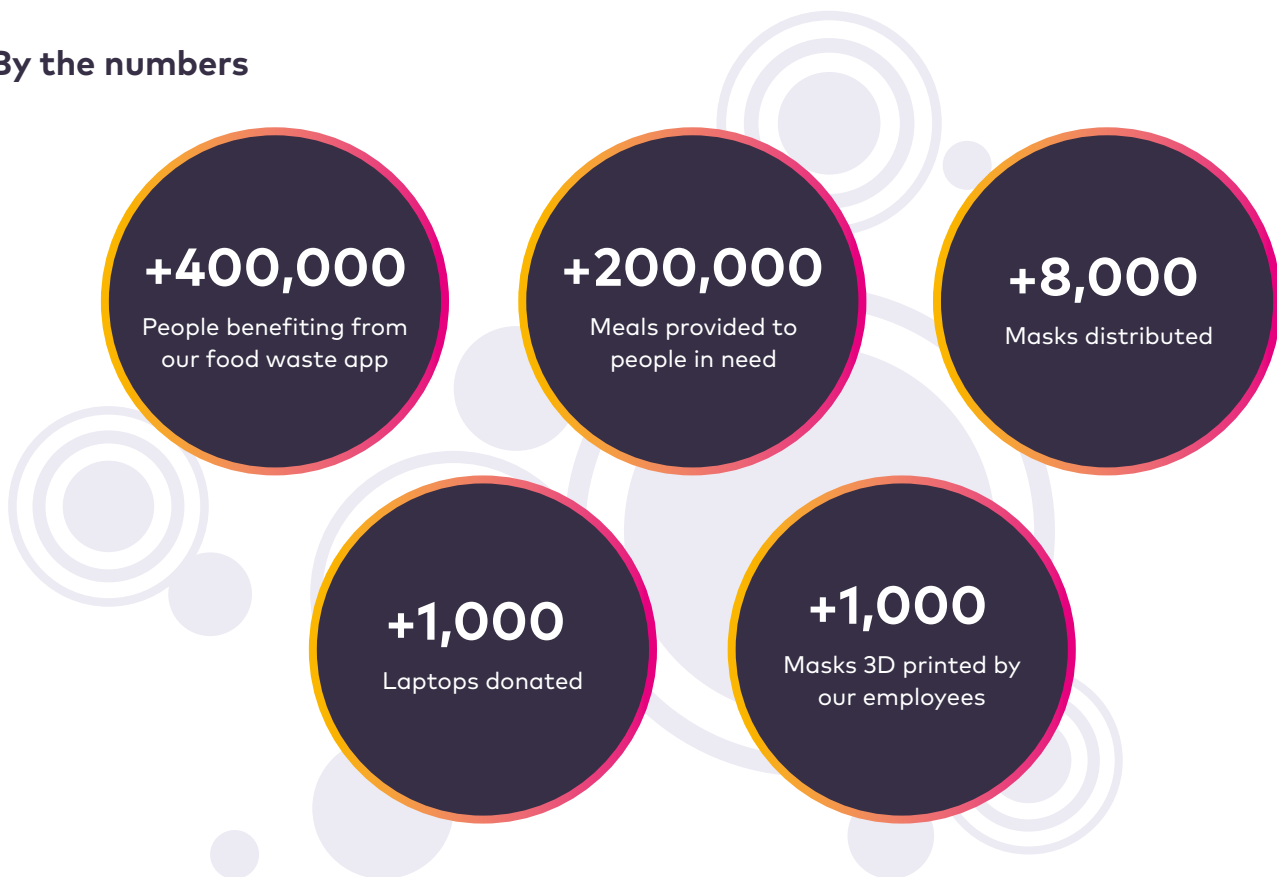 By the numbers
+400,000
People benefiting from
our food waste app
+200,000
Meals provided to
people in need
+8,000
Masks distributed
+1,000
Laptops donated
+1,000
Masks 3D printed by
our employees